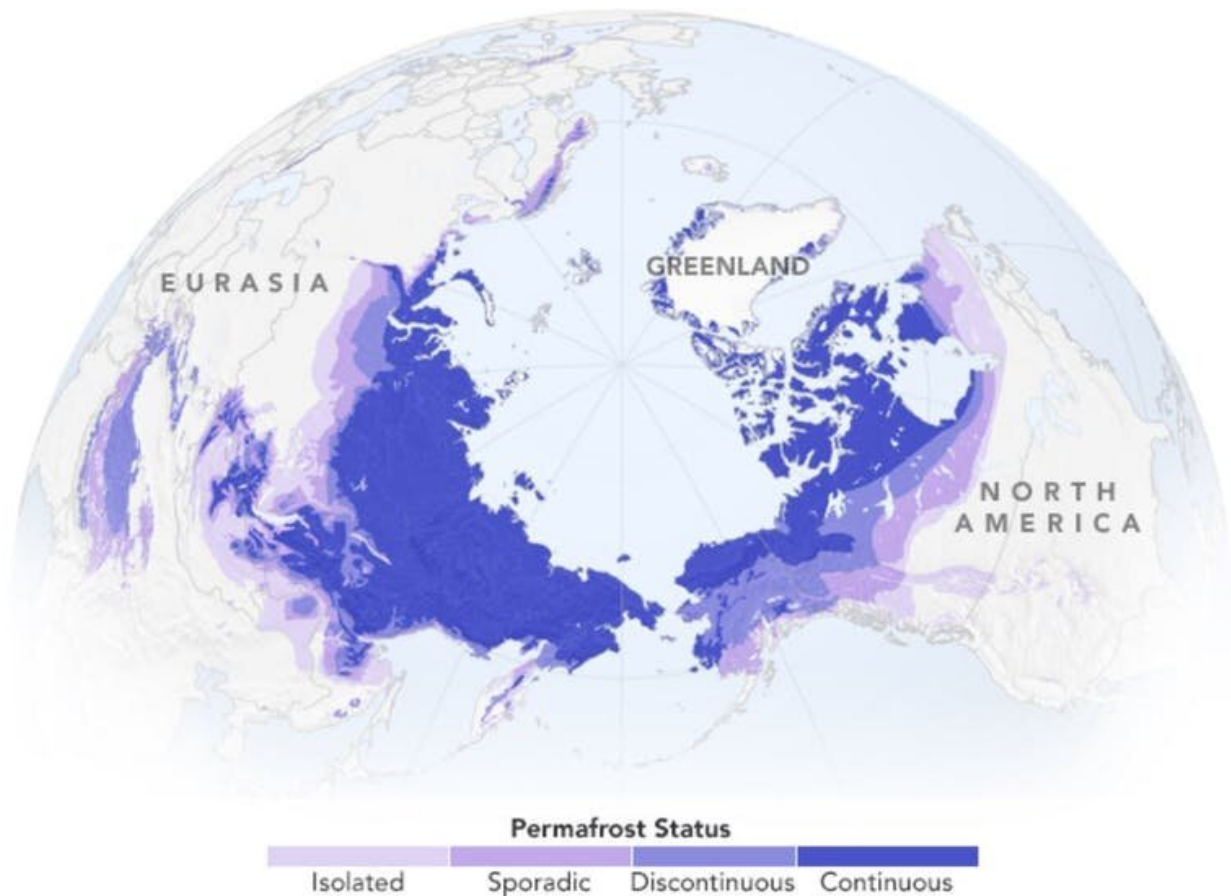 GREENLAND
EURASIA
NORTH
AMERICA
Permafrost Status
Isolated Sporadic Discontinuous Continuous